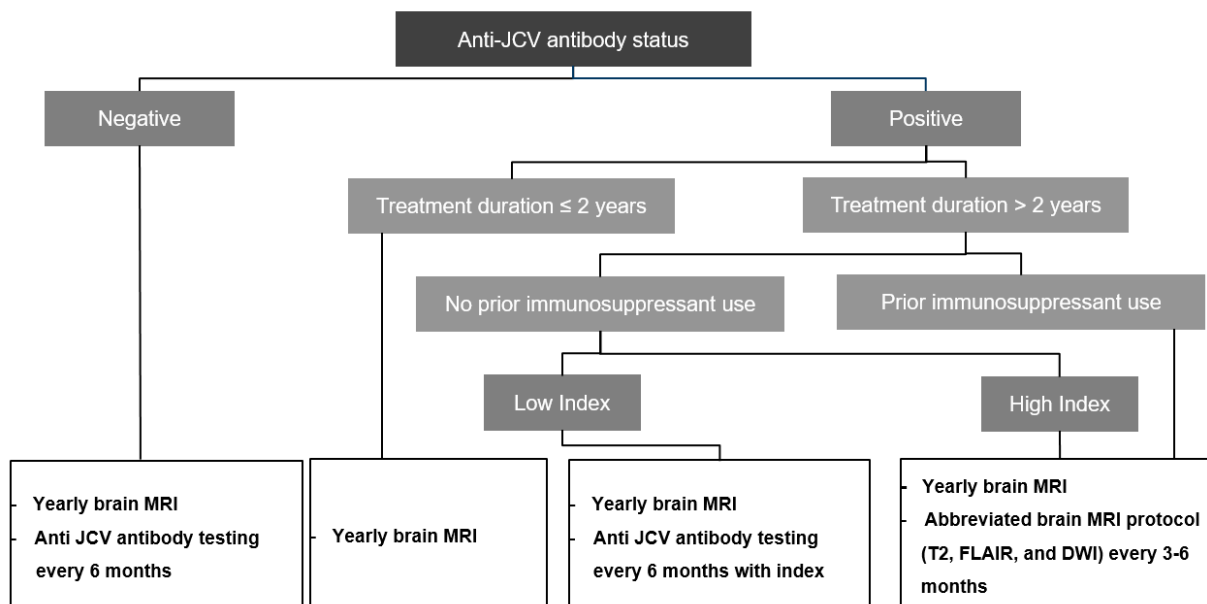 Anti-JCV antibody status
Negative
Positive
Treatment duration ≤ 2 years
Treatment duration > 2 years
No prior immunosuppressant use
Prior immunosuppressant use
Low Index
High Index
- Yearly brain MRI
- Anti JCV antibody testing
every 6 months
- Yearly brain MRI
- Yearly brain MRI
- Anti JCV antibody testing
every 6 months with index
- Yearly brain MRI
- Abbreviated brain MRI protocol
(T2, FLAIR, and DWI) every 3-6
months